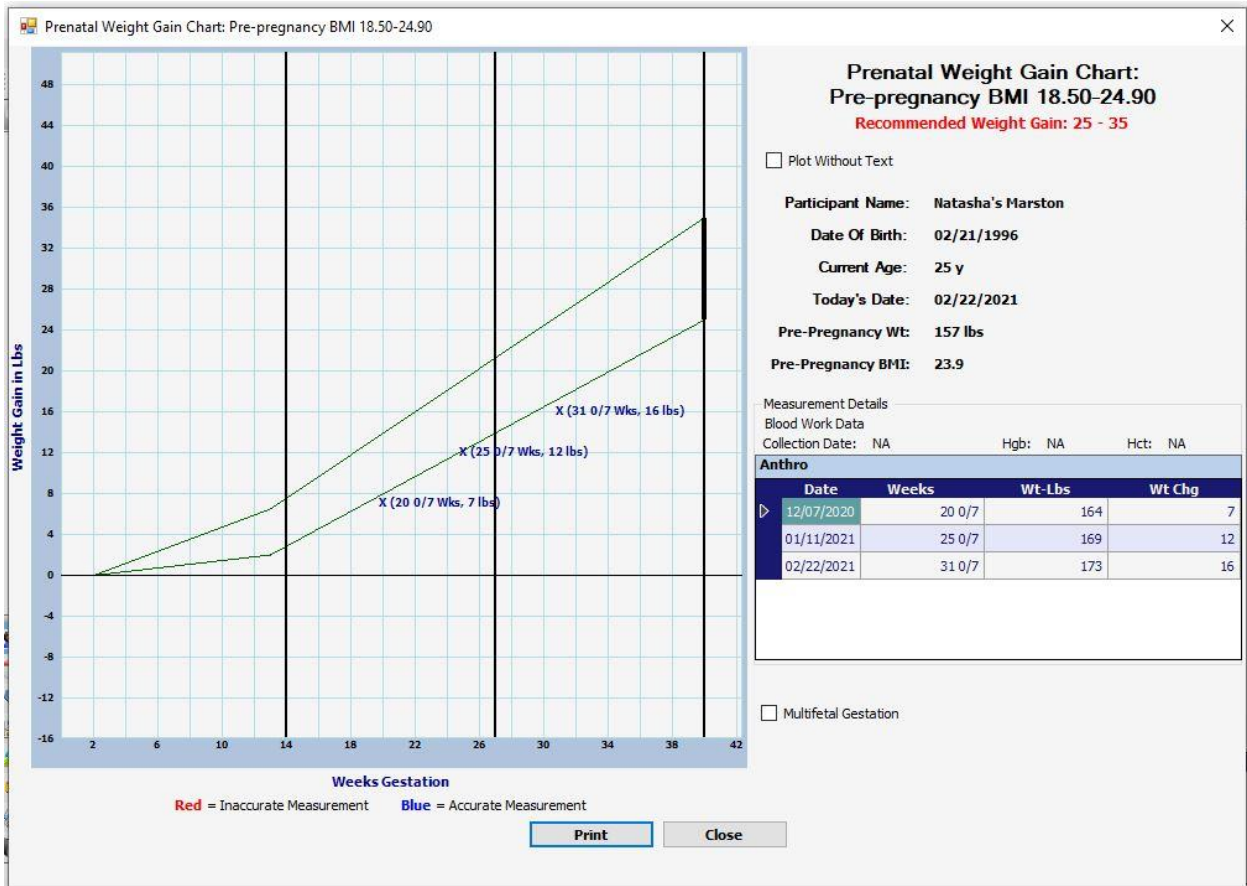 Prenatal Weight Gain Chart: Pre-pregnancy BMI 18.50-24.90
Weight Gain in Lbs
48
44
40
36
32
28
24
20
16
12
8
4
0
-4
-8
-12
-16
X (31 0/7 Wks, 16 lbs)
X (25 0/7 Wks, 12 lbs)
X (20 0/7 Wks, 7 lbs)
2 6 10 14 18 22 26 30 34 38 42
Weeks Gestation
Red = Inaccurate Measurement Blue = Accurate Measurement
Prenatal Weight Gain Chart:
Pre-pregnancy BMI 18.50-24.90
Recommended Weight Gain: 25 - 35
Plot Without Text
Participant Name: Natasha's Marston
Date Of Birth: 02/21/1996
Current Age: 25 y
Today's Date: 02/22/2021
Pre-Pregnancy Wt: 157 lbs
Pre-Pregnancy BMI: 23.9
Measurement Details
Blood Work Data
Collection Date: NA Hgb: NA Hct: NA
Anthro
Date Weeks Wt-Lbs Wt Chg
12/07/2020 20 0/7 164 7
01/11/2021 25 0/7 169 12
02/22/2021 31 0/7 173 16
Multifetal Gestation
Print Close